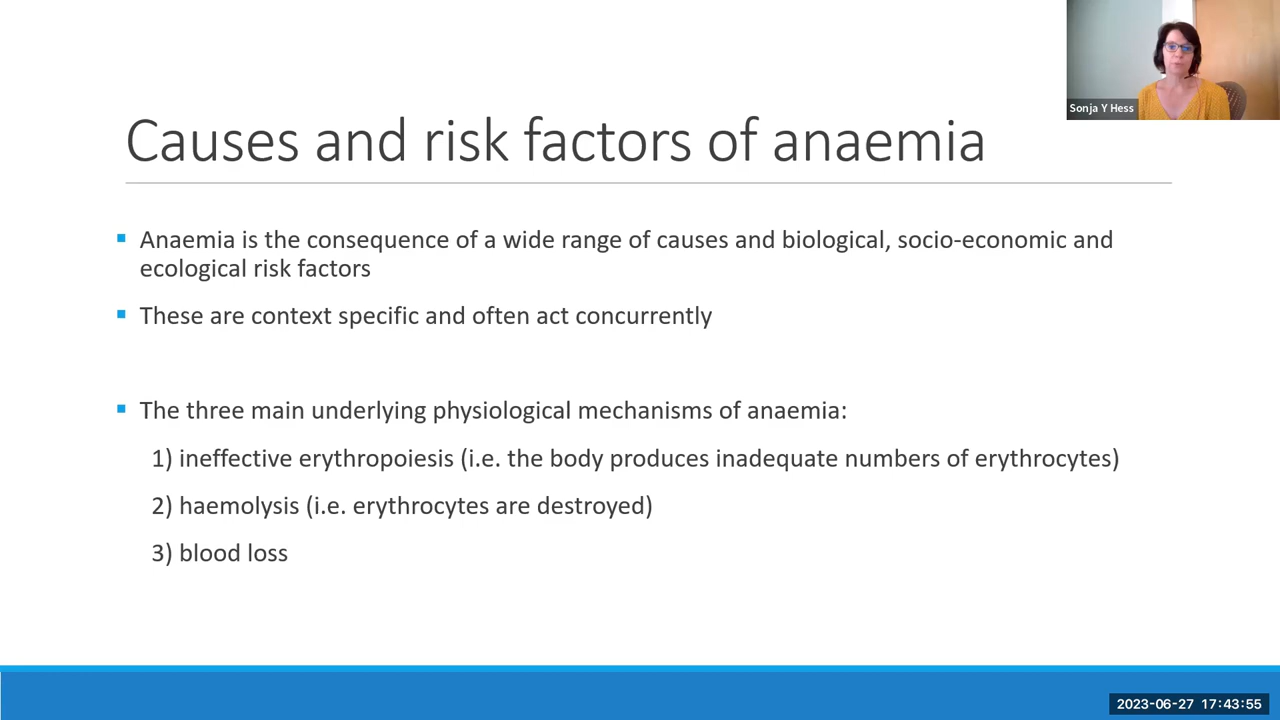 Sonja Y Hess
Causes and risk factors of anaemia
▪ Anaemia is the consequence of a wide range of causes and biological, socio-economic and
ecological risk factors
▪ These are context specific and often act concurrently
▪ The three main underlying physiological mechanisms of anaemia:
1) ineffective erythropoiesis (i.e. the body produces inadequate numbers of erythrocytes)
2) haemolysis (i.e. erythrocytes are destroyed)
3) blood loss
2023-06-27 17:43:55